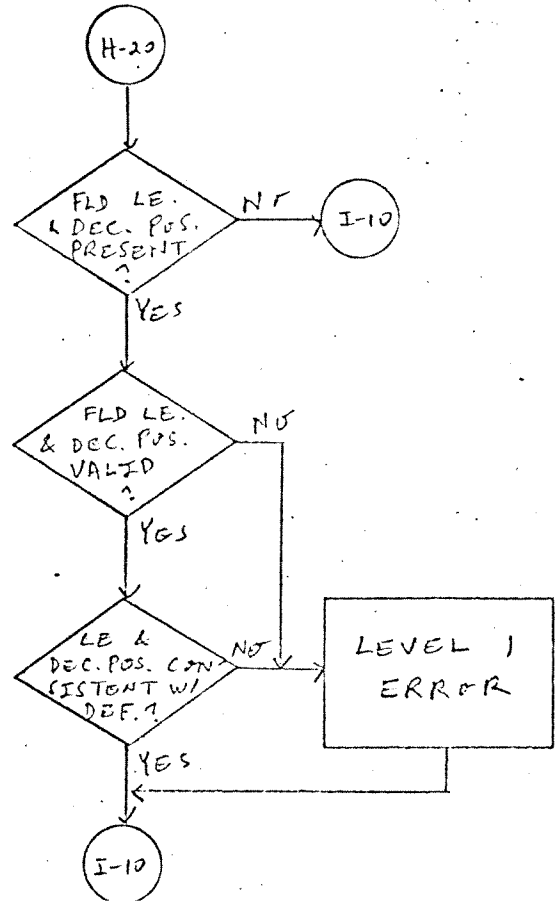 H-20
FLD LE.
& DEC. POS.
PRESENT
?
NO
I-10
YES
FLD LE.
& DEC. POS.
VALID
?
NO
YES
LE &
DEC. POS. CON-
SISTENT W/
DEF.?
NO
LEVEL 1
ERROR
YES
I-10